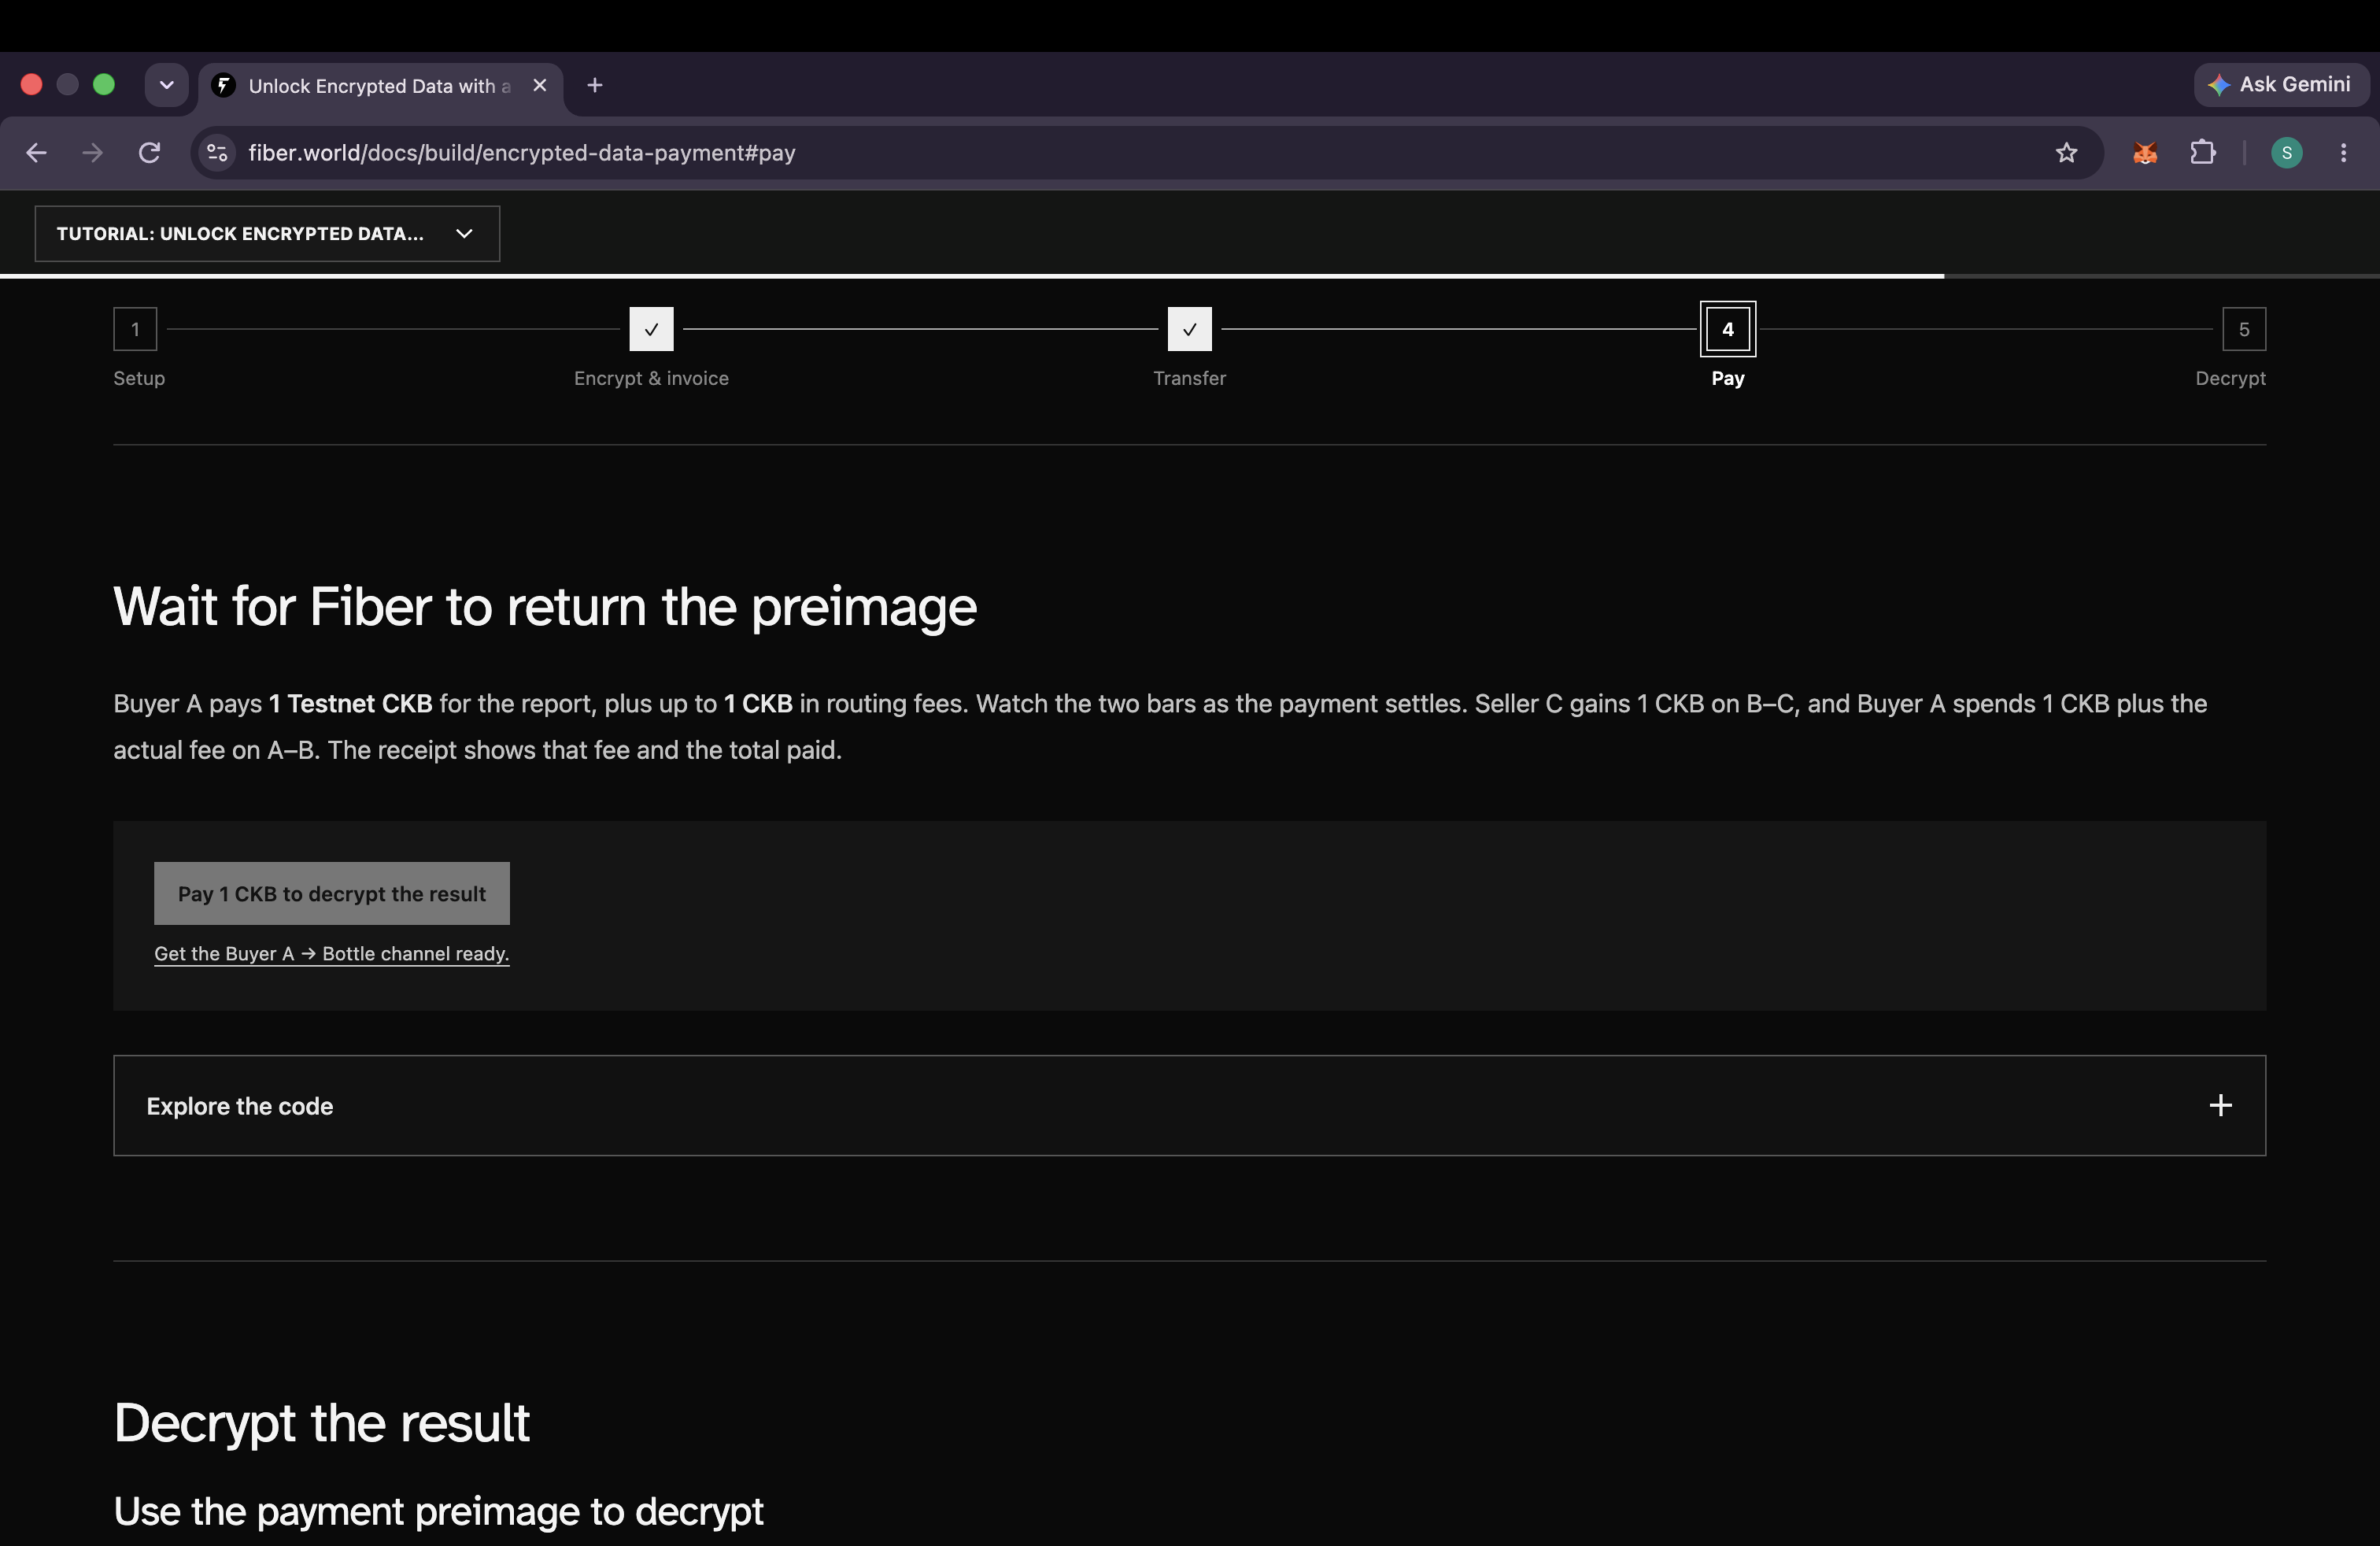 Unlock Encrypted Data with a
Ask Gemini
fiber.world/docs/build/encrypted-data-payment#pay
S
TUTORIAL: UNLOCK ENCRYPTED DATA...
1
4
5
Setup
Encrypt & invoice
Transfer
Pay
Decrypt
Wait for Fiber to return the preimage
Buyer A pays 1 Testnet CKB for the report, plus up to 1 CKB in routing fees. Watch the two bars as the payment settles. Seller C gains 1 CKB on B–C, and Buyer A spends 1 CKB plus the
actual fee on A–B. The receipt shows that fee and the total paid.
Pay 1 CKB to decrypt the result
Get the Buyer A → Bottle channel ready.
Explore the code
Decrypt the result
Use the payment preimage to decrypt